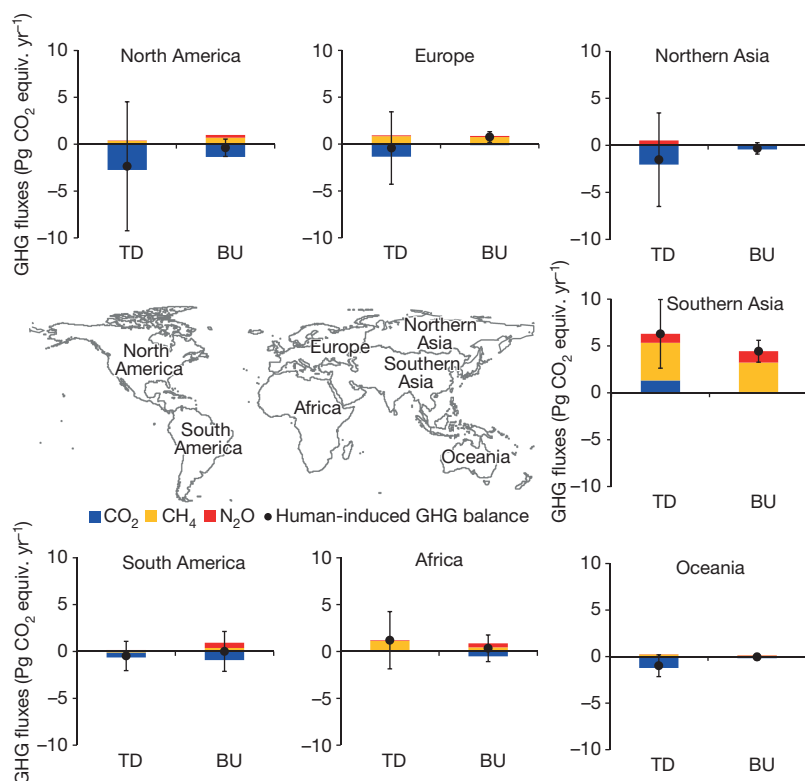 North America
GHG fluxes (Pg CO₂ equiv. yr⁻¹)
10
5
0
−5
−10
TD BU
Europe
10
5
0
−5
−10
TD BU
Northern Asia
10
5
0
−5
−10
TD BU
North
America
South
America
Europe
Africa
Northern
Asia
Southern
Asia
Oceania
Southern Asia
GHG fluxes (Pg CO₂ equiv. yr⁻¹)
10
5
0
−5
−10
TD BU
CO₂ CH₄ N₂O Human-induced GHG balance
South America
GHG fluxes (Pg CO₂ equiv. yr⁻¹)
10
5
0
−5
−10
TD BU
Africa
10
5
0
−5
−10
TD BU
Oceania
10
5
0
−5
−10
TD BU